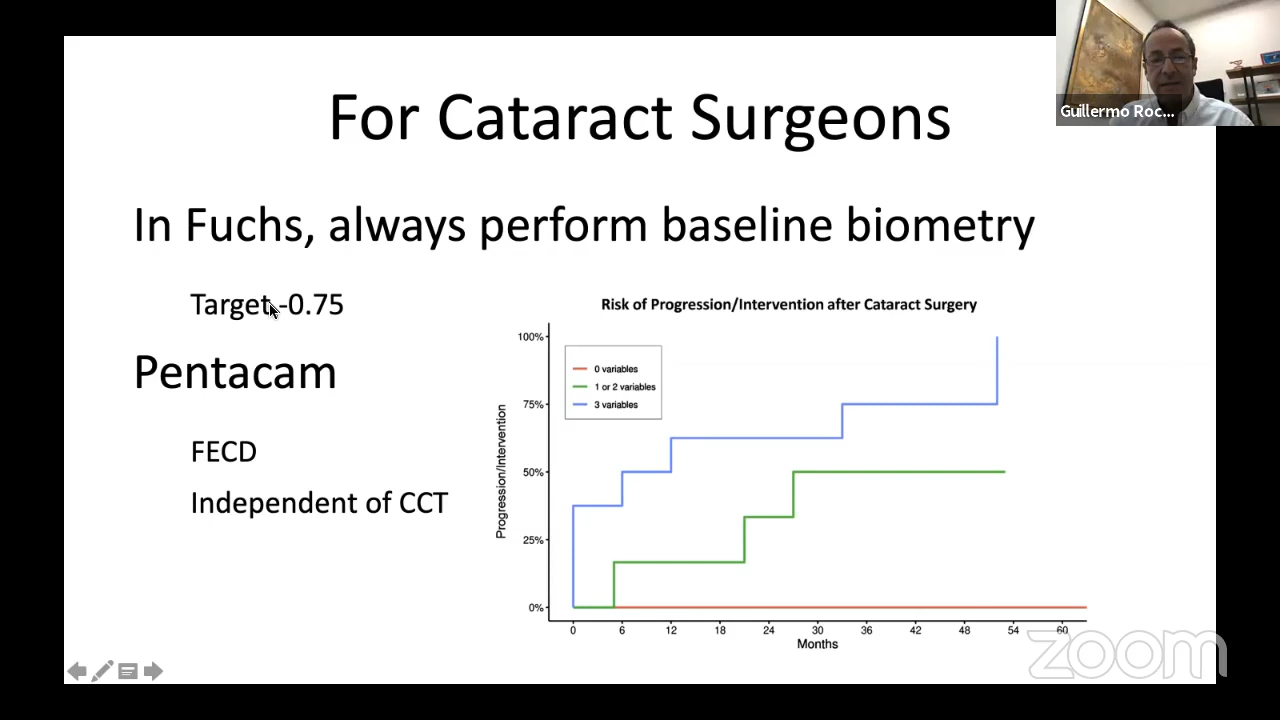 For Cataract Surgeons
Guillermo Roc...
In Fuchs, always perform baseline biometry
Target -0.75
Pentacam
FECD
Independent of CCT
Risk of Progression/Intervention after Cataract Surgery
100%
75%
50%
25%
0%
Progression/Intervention
0 variables
1 or 2 variables
3 variables
0 6 12 18 24 30 36 42 48 54 60
Months
zoom